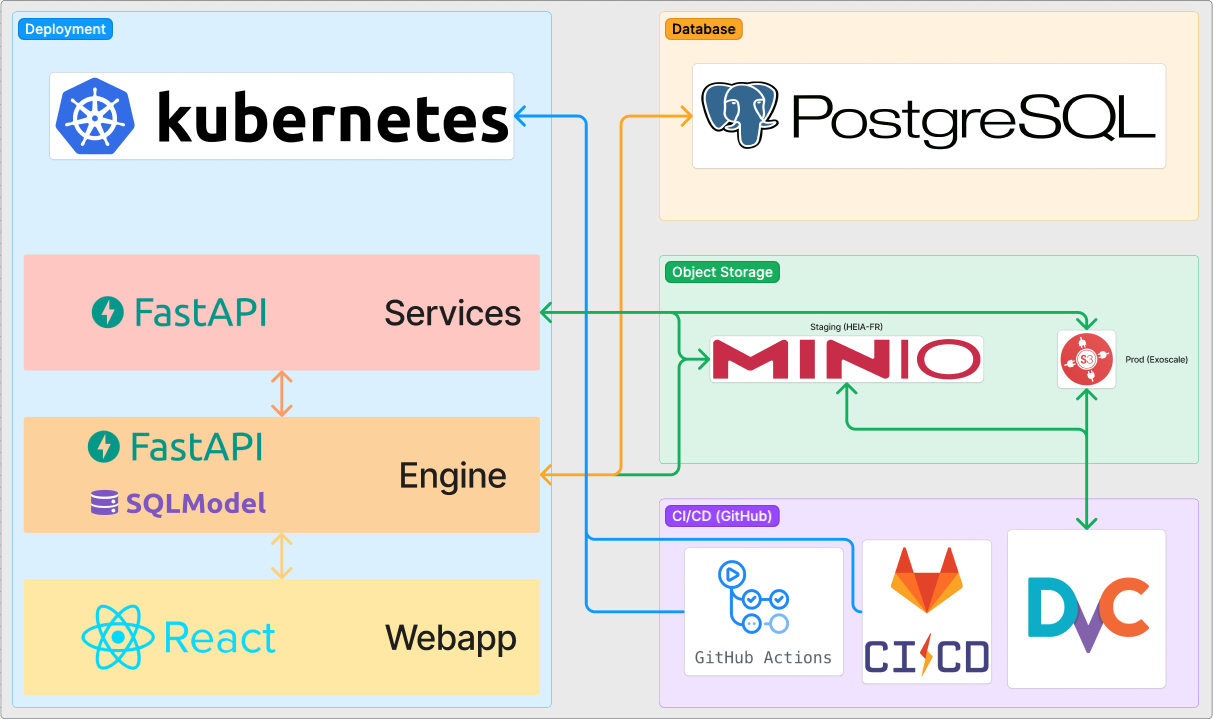 Deployment
kubernetes
FastAPI
Services
FastAPI
SQLModel
Engine
React
Webapp
Database
PostgreSQL
Object Storage
Staging (HEIA-FR)
MINIO
S3
Prod (Exoscale)
CI/CD (GitHub)
GitHub Actions
CI CD
DVC